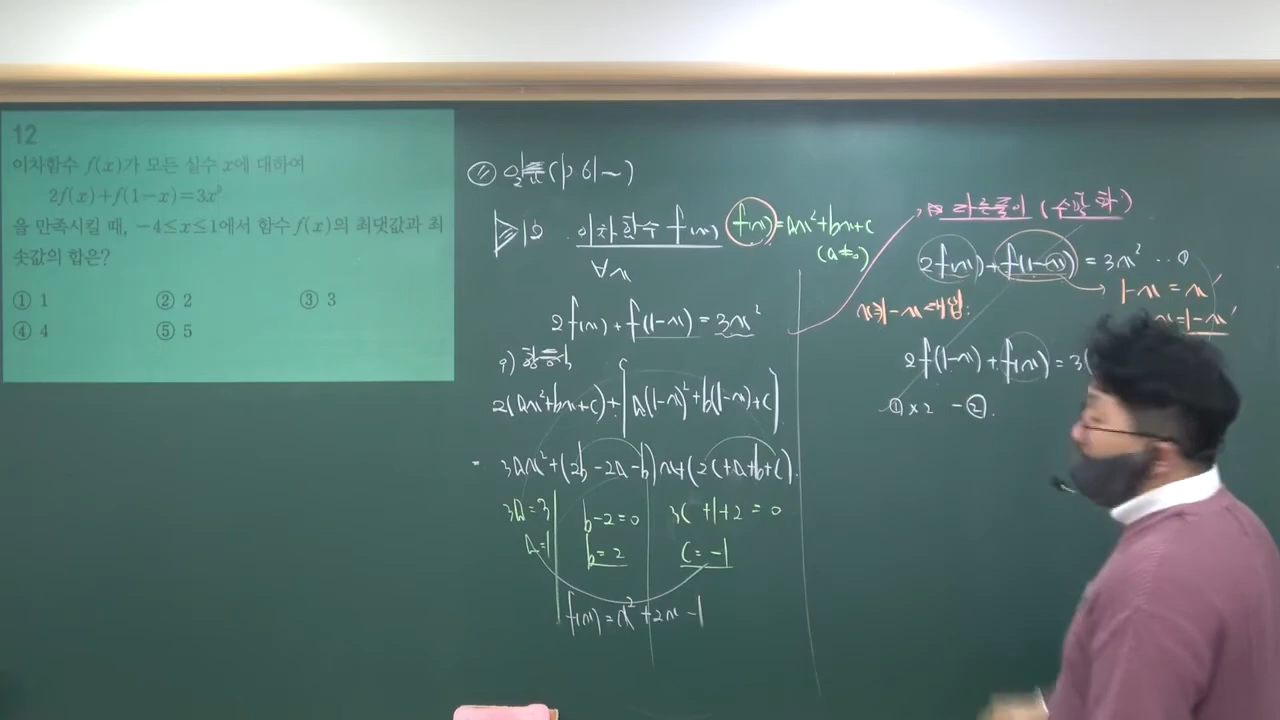 12
이차함수 f(x)가 모든 실수 x에 대하여
2f(x)+f(1−x)=3x²
을 만족시킬 때, −4≤x≤1에서 함수 f(x)의 최댓값과 최
솟값의 합은?
① 1 ② 2 ③ 3
④ 4 ⑤ 5
(p.61~)
12 이차함수 f(x) f(x)=ax²+bx+c
(a≠0)
∀x
2f(x)+f(1-x)=3x²
2(ax²+bx+c)+{a(1-x)²+b(1-x)+c}
= 3ax²+(2b-2a-b)x+(2c+a+b+c).
3a=3 b-2=0 3c+1+2=0
a=1 b=2 c=-1
f(x)=x²+2x-1
다른풀이 (수팔화)
2f(x)+f(1-x)=3x² ...①
1-x=x'
x=1-x'
x에 1-x 대입.
2f(1-x)+f(x)=3(
①×2 - ②.